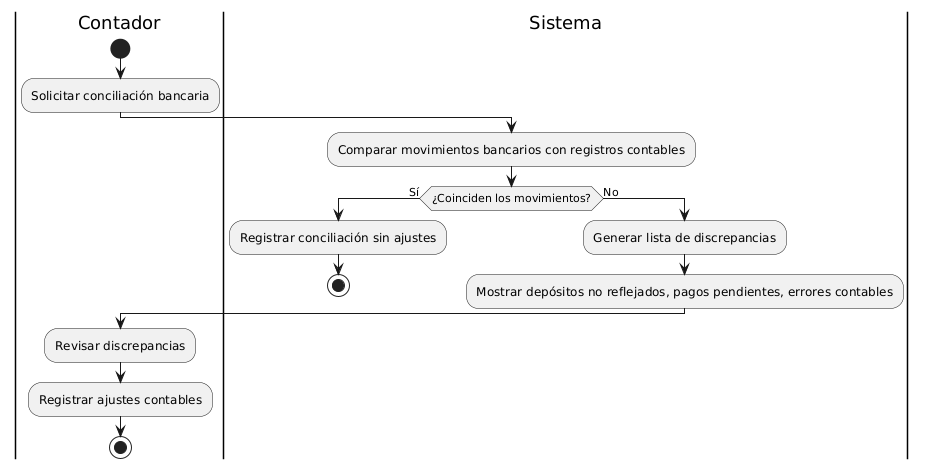 Contador
Sistema
Solicitar conciliación bancaria
Comparar movimientos bancarios con registros contables
Sí
¿Coinciden los movimientos?
No
Registrar conciliación sin ajustes
Generar lista de discrepancias
Mostrar depósitos no reflejados, pagos pendientes, errores contables
Revisar discrepancias
Registrar ajustes contables